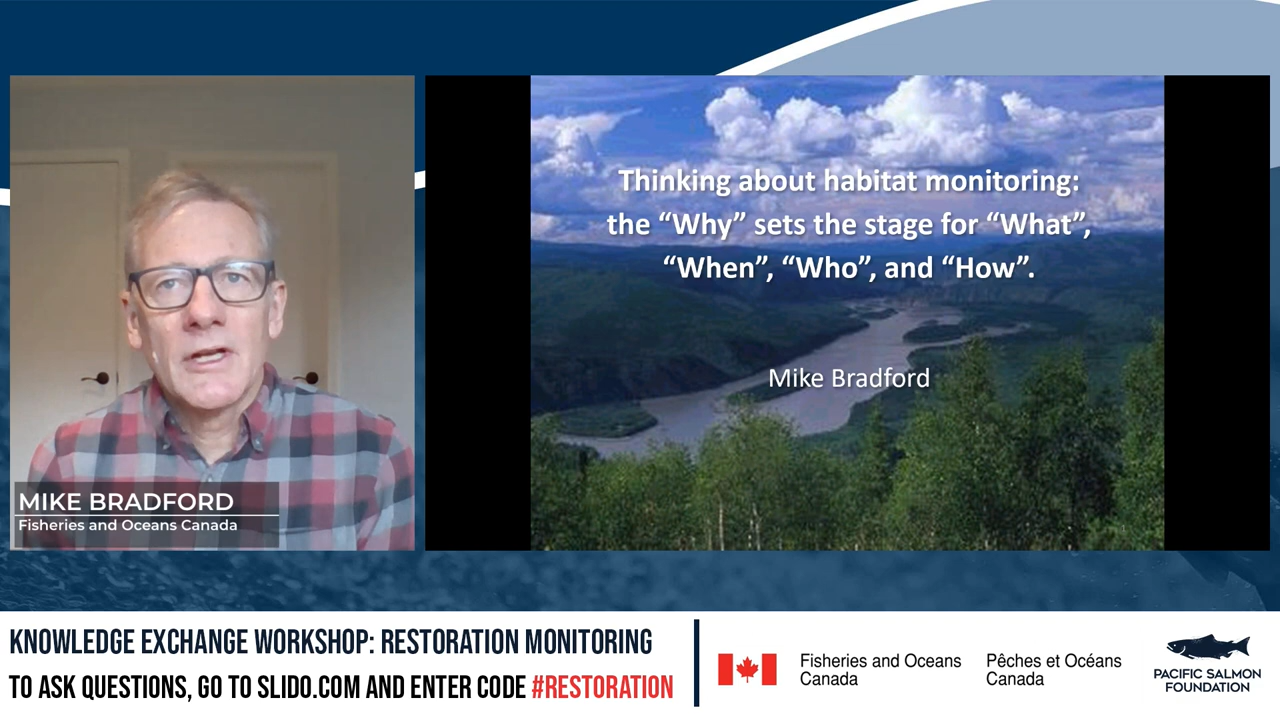 Thinking about habitat monitoring:
the “Why” sets the stage for “What”,
“When”, “Who”, and “How”.
Mike Bradford
MIKE BRADFORD
Fisheries and Oceans Canada
KNOWLEDGE EXCHANGE WORKSHOP: RESTORATION MONITORING
TO ASK QUESTIONS, GO TO SLIDO.COM AND ENTER CODE #RESTORATION
Fisheries and Oceans
Canada
Pêches et Océans
Canada
PACIFIC SALMON
FOUNDATION